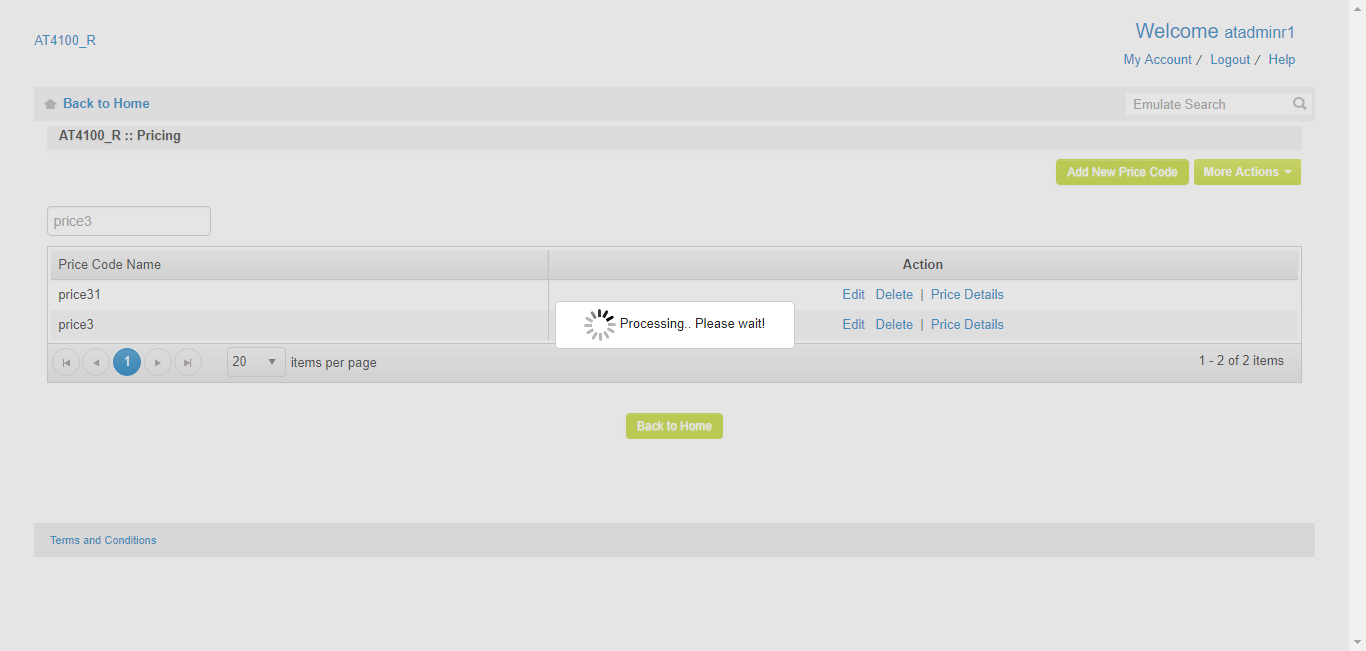 AT4100_R
Welcome atadminr1
My Account / Logout / Help
Back to Home
Emulate Search
AT4100_R :: Pricing
Add New Price Code
More Actions
price3
Price Code Name
Action
price31
Edit Delete | Price Details
price3
Edit Delete | Price Details
Processing.. Please wait!
1
20
items per page
1 - 2 of 2 items
Back to Home
Terms and Conditions